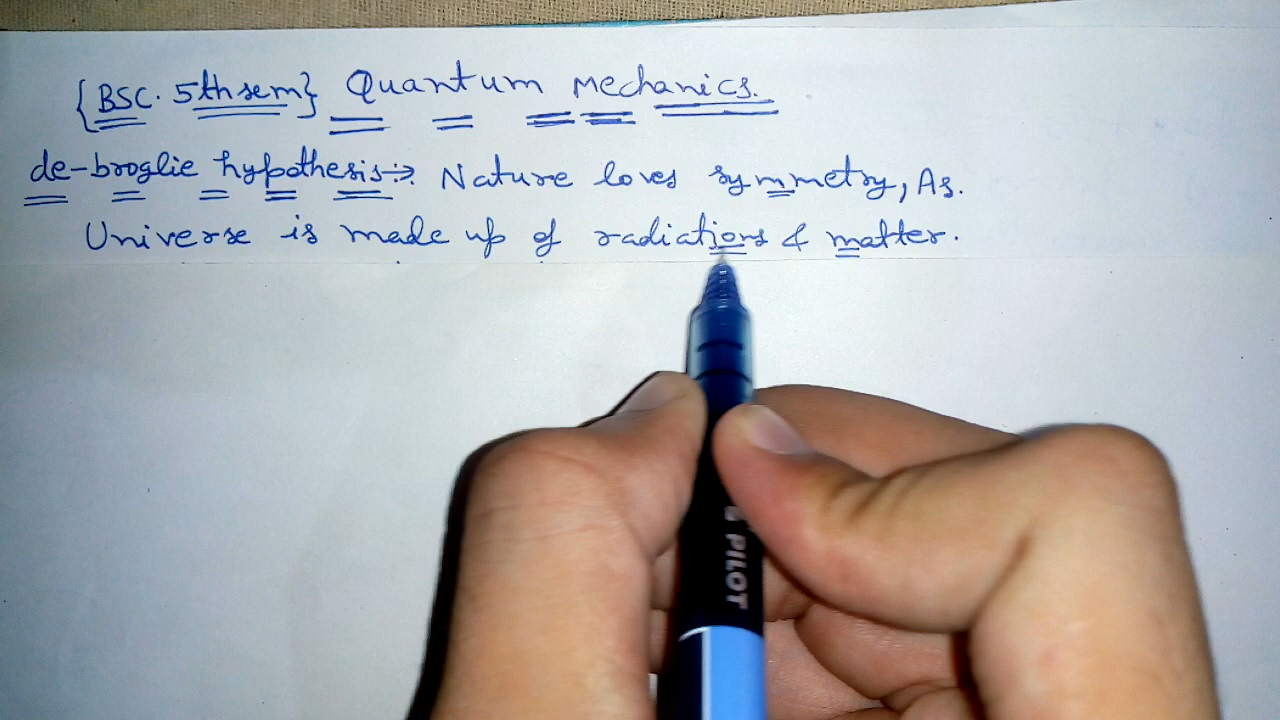 {BSC. 5th sem} Quantum Mechanics.
de-broglie hypothesis:→. Nature loves symmetry, As.
Universe is made up of radiations & matter.
PILOT